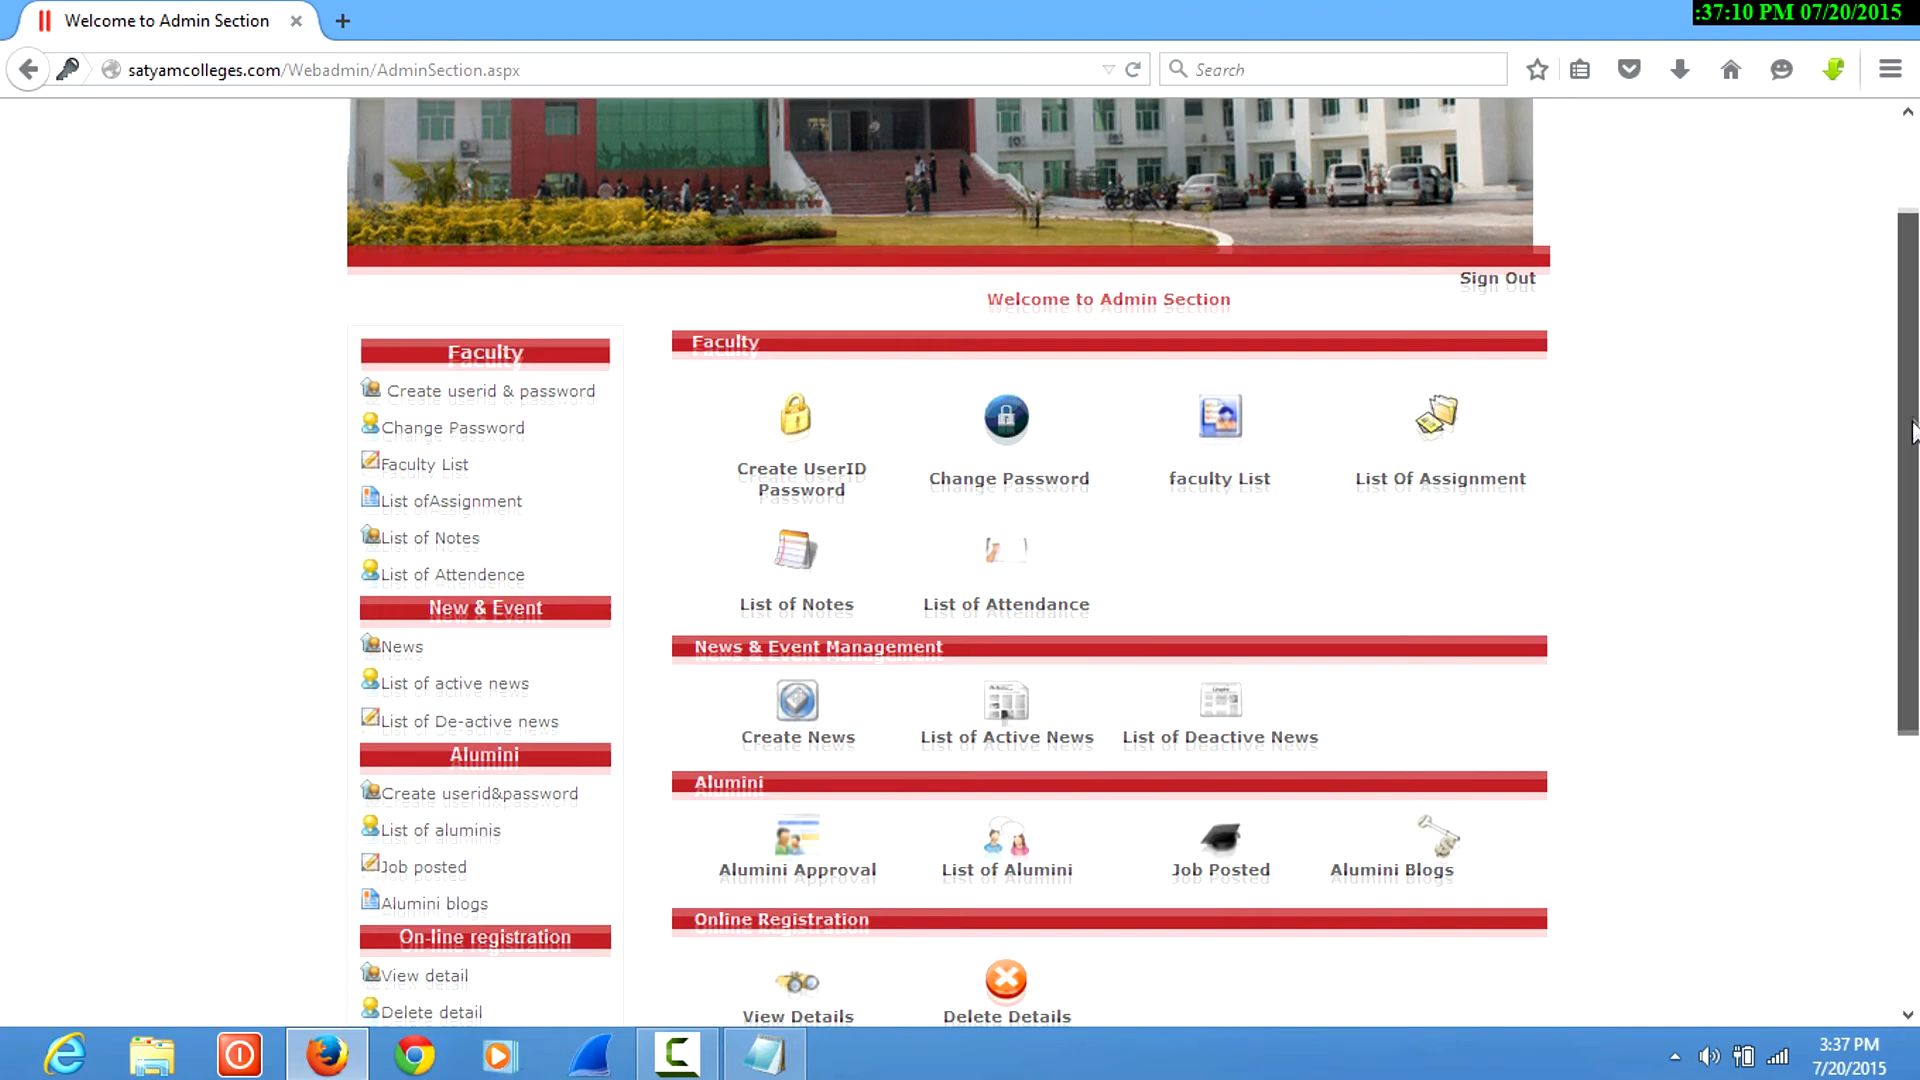 :37:10 PM 07/20/2015
Welcome to Admin Section
satyamcolleges.com/Webadmin/AdminSection.aspx
Search
Sign Out
Welcome to Admin Section
Faculty
Create userid & password
Change Password
Faculty List
List ofAssignment
List of Notes
List of Attendence
New & Event
News
List of active news
List of De-active news
Alumini
Create userid&password
List of aluminis
Job posted
Alumini blogs
On-line registration
View detail
Delete detail
Faculty
Create UserID
Password
Change Password
faculty List
List Of Assignment
List of Notes
List of Attendance
News & Event Management
Create News
List of Active News
List of Deactive News
Alumini
Alumini Approval
List of Alumini
Job Posted
Alumini Blogs
Online Registration
View Details
Delete Details
3:37 PM
7/20/2015